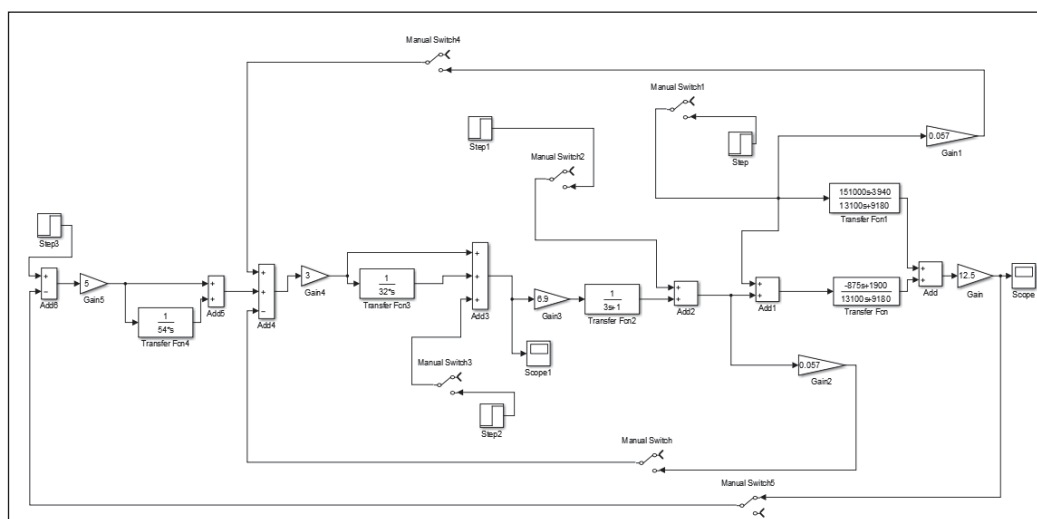 Manual Switch4
Manual Switch1
Step1
Step
0.057
Gain1
Manual Switch2
151000s-3940
13100s+9180
Transfer Fcn1
Step3
+
−
Add6
5
Gain5
1
54*s
Transfer Fcn4
+
+
Add5
+
+
−
Add4
3
Gain4
1
32*s
Transfer Fcn3
+
+
+
Add3
6.9
Gain3
1
3s+1
Transfer Fcn2
+
+
Add2
+
+
Add1
-875s+1900
13100s+9180
Transfer Fcn
+
+
Add
12.5
Gain
Scope
Manual Switch3
Scope1
Step2
0.057
Gain2
Manual Switch
Manual Switch5